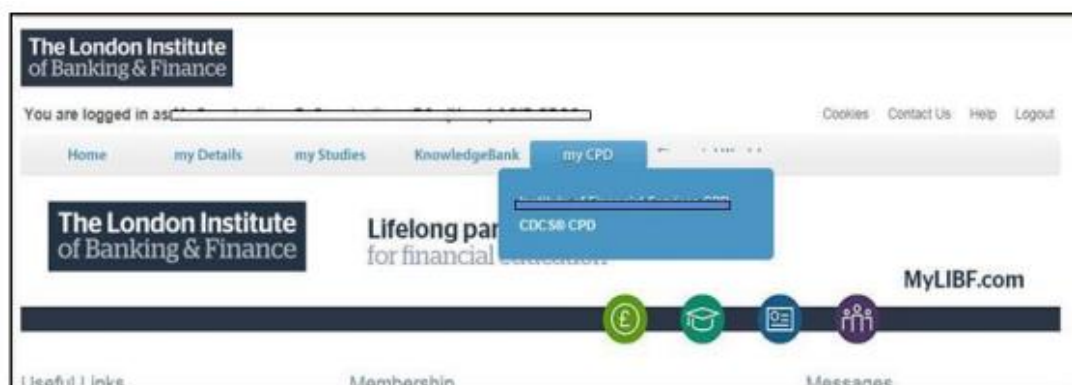 The London Institute
of Banking & Finance
You are logged in as
Cookies Contact Us Help Logout
Home my Details my Studies KnowledgeBank my CPD
CDCS® CPD
The London Institute
of Banking & Finance
Lifelong par
for financial
MyLIBF.com
£
Useful Links Membership Messages